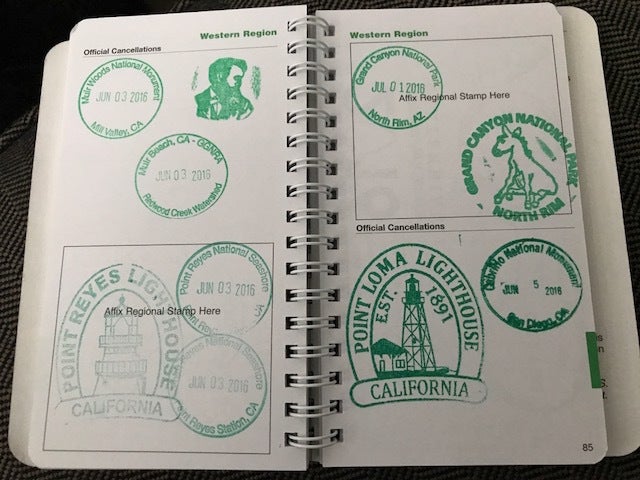 Western Region
Official Cancellations
Muir Woods National Monument
JUN 03 2016
Mill Valley, CA
Muir Beach, CA - GGNRA
JUN 03 2016
Redwood Creek Watershed
POINT REYES LIGHTHOUSE
CALIFORNIA
Affix Regional Stamp Here
Point Reyes National Seashore
JUN 03 2016
National Seashore
JUN 03 2016
Reyes Station, CA
Western Region
Grand Canyon National Park
JUL 01 2016
North Rim, AZ
Affix Regional Stamp Here
GRAND CANYON NATIONAL PARK
NORTH RIM
Official Cancellations
POINT LOMA LIGHTHOUSE
EST. 1891
CALIFORNIA
Cabrillo National Monument
JUN 5 2016
San Diego, CA
85